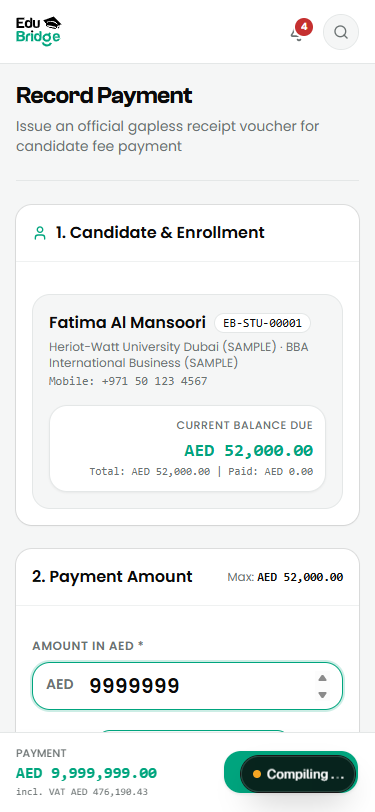 Edu
Bridge
4
Record Payment
Issue an official gapless receipt voucher for
candidate fee payment
1. Candidate & Enrollment
Fatima Al Mansoori EB-STU-00001
Heriot-Watt University Dubai (SAMPLE) · BBA
International Business (SAMPLE)
Mobile: +971 50 123 4567
CURRENT BALANCE DUE
AED 52,000.00
Total: AED 52,000.00 | Paid: AED 0.00
2. Payment Amount Max: AED 52,000.00
AMOUNT IN AED *
AED 9999999
PAYMENT
AED 9,999,999.00
incl. VAT AED 476,190.43
Compiling ...